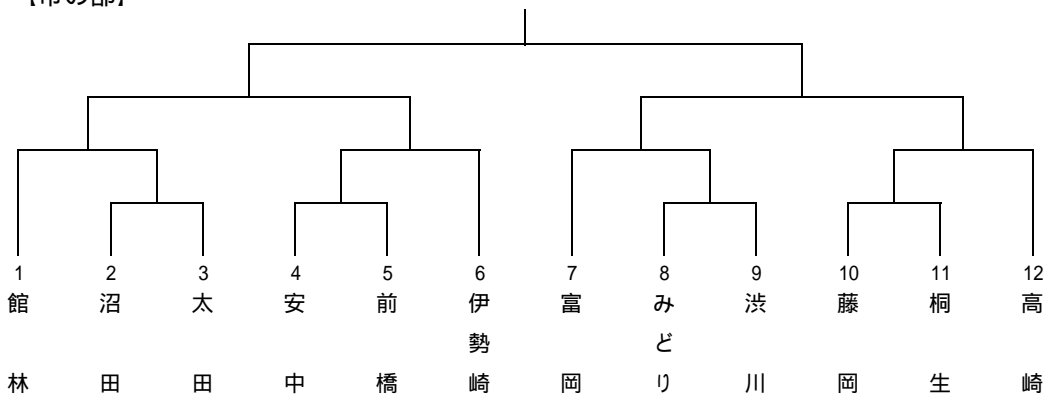 【市の部】
1 2 3 4 5 6 7 8 9 10 11 12
館林
沼田
太田
安中
前橋
伊勢崎
富岡
みどり
渋川
藤岡
桐生
高崎